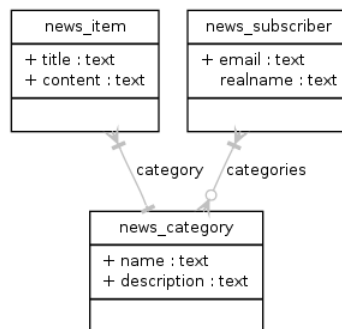 news_item
+ title : text
+ content : text
news_subscriber
+ email : text
realname : text
category
categories
news_category
+ name : text
+ description : text